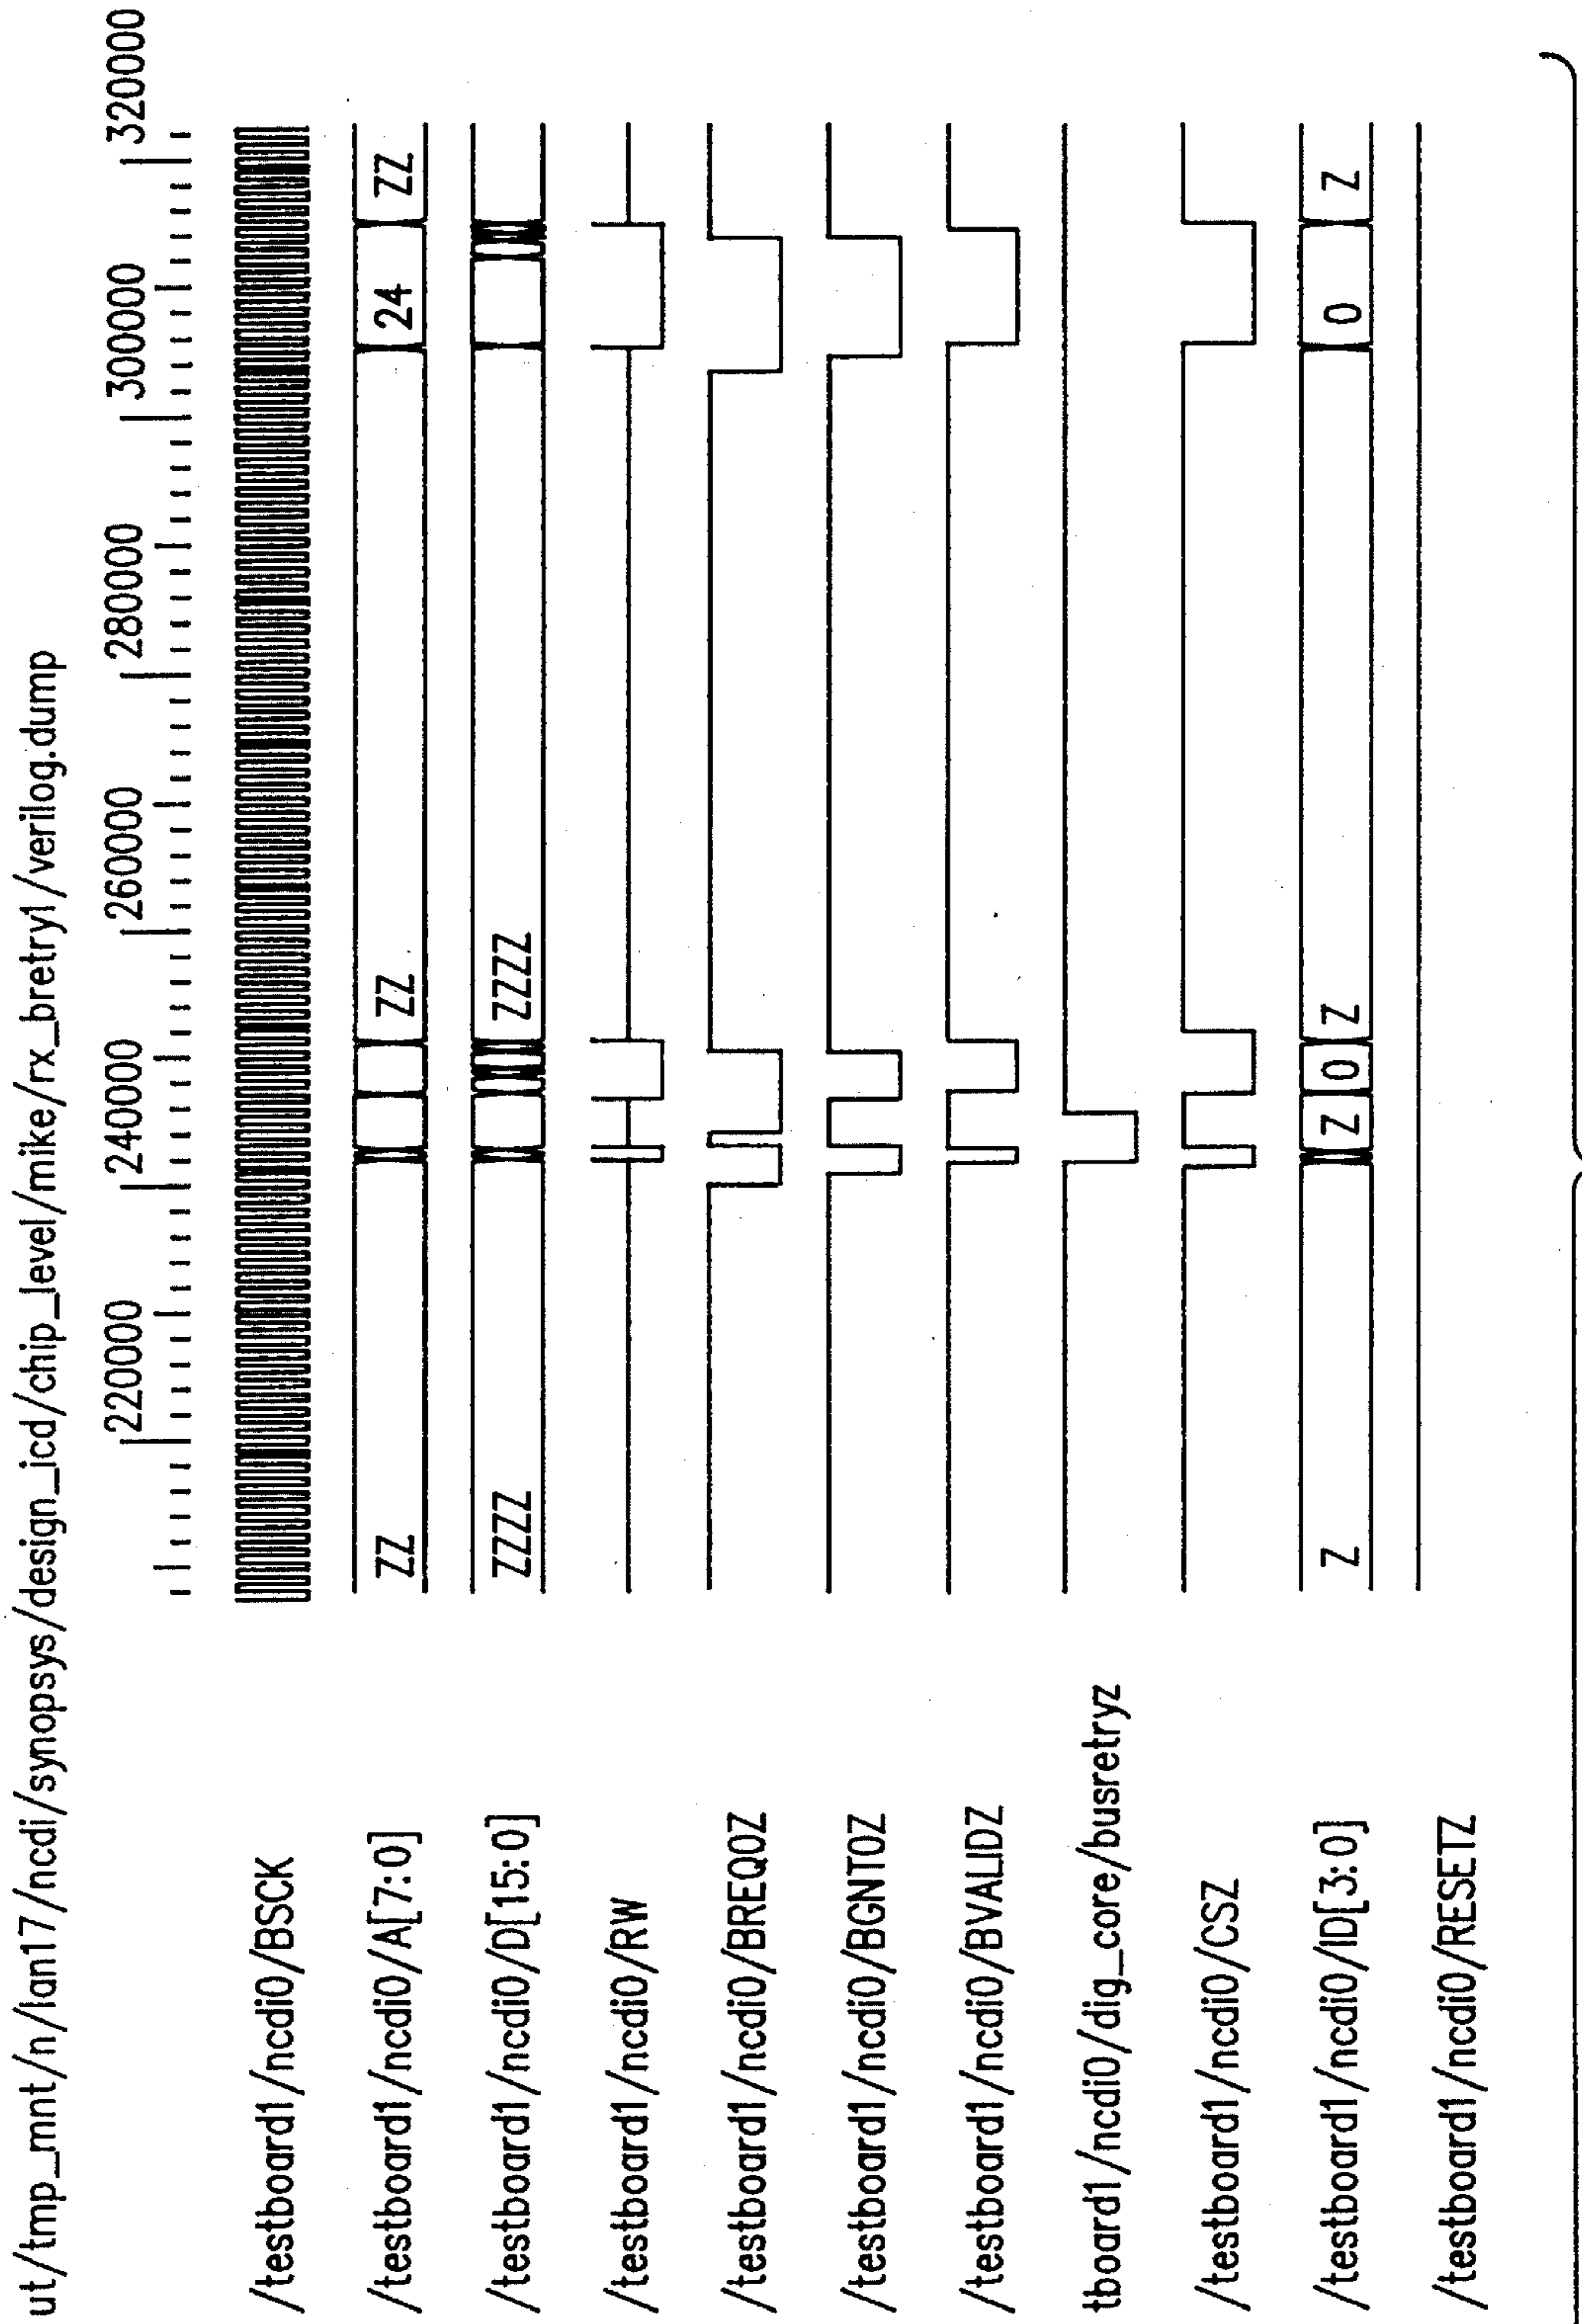 ut/tmp_mnt/n/lan17/ncdi/synopsys/design_icd/chip_level/mike/rx_bretry1/verilog.dump
220000 240000 260000 280000 300000 320000
/testboard1/ncdi0/BSCK
/testboard1/ncdi0/A[7:0] ZZ ZZ 24 ZZ
/testboard1/ncdi0/D[15:0] ZZZZ ZZZZ
/testboard1/ncdi0/RW
/testboard1/ncdi0/BREQ0Z
/testboard1/ncdi0/BGNT0Z
/testboard1/ncdi0/BVALIDZ
tboard1/ncdi0/dig_core/busretryz
/testboard1/ncdi0/CSZ
/testboard1/ncdi0/ID[3:0] Z Z 0 Z 0 Z
/testboard1/ncdi0/RESETZ